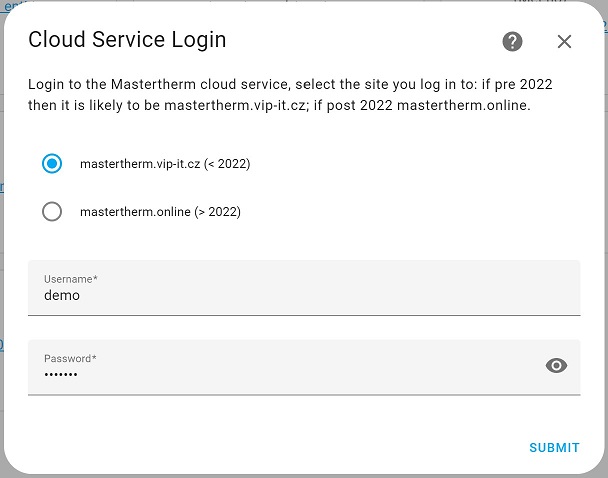 Cloud Service Login
Login to the Mastertherm cloud service, select the site you log in to: if pre 2022
then it is likely to be mastertherm.vip-it.cz; if post 2022 mastertherm.online.
mastertherm.vip-it.cz (< 2022)
mastertherm.online (> 2022)
Username*
demo
Password*
•••••••
SUBMIT